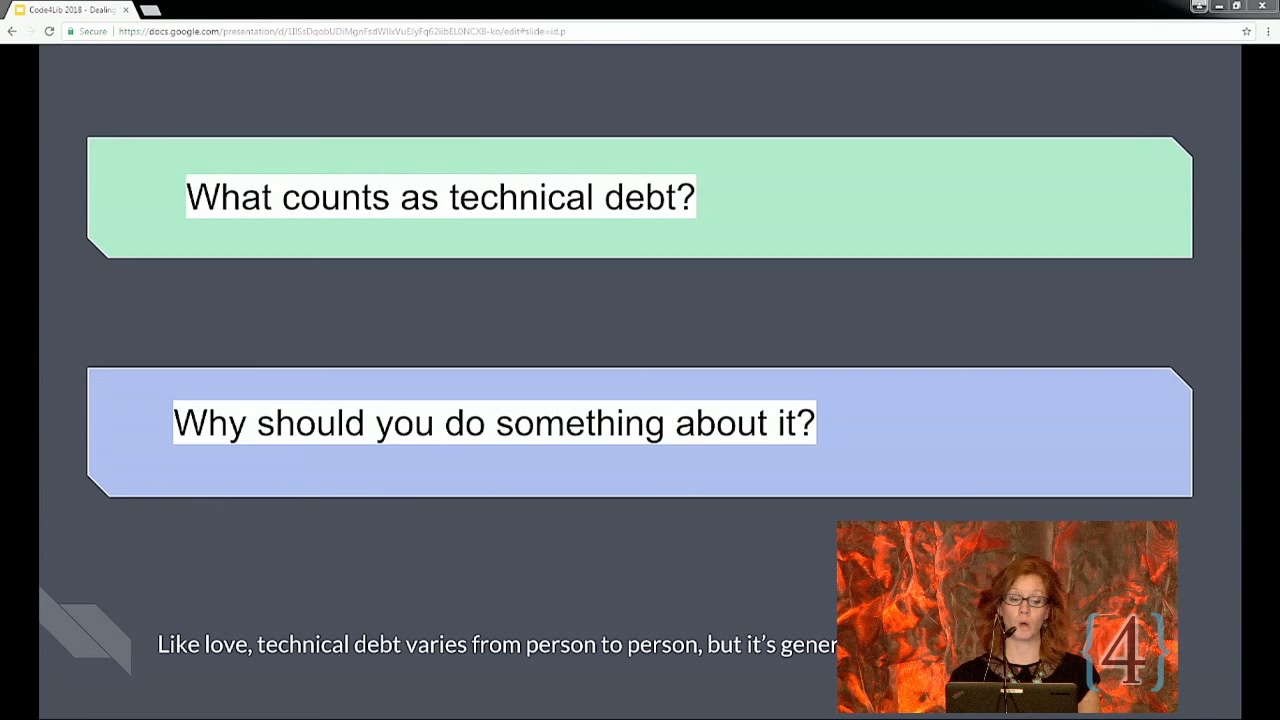 Code4Lib 2018 - Dealing
Secure
What counts as technical debt?
Why should you do something about it?
Like love, technical debt varies from person to person, but it's gener
{4}